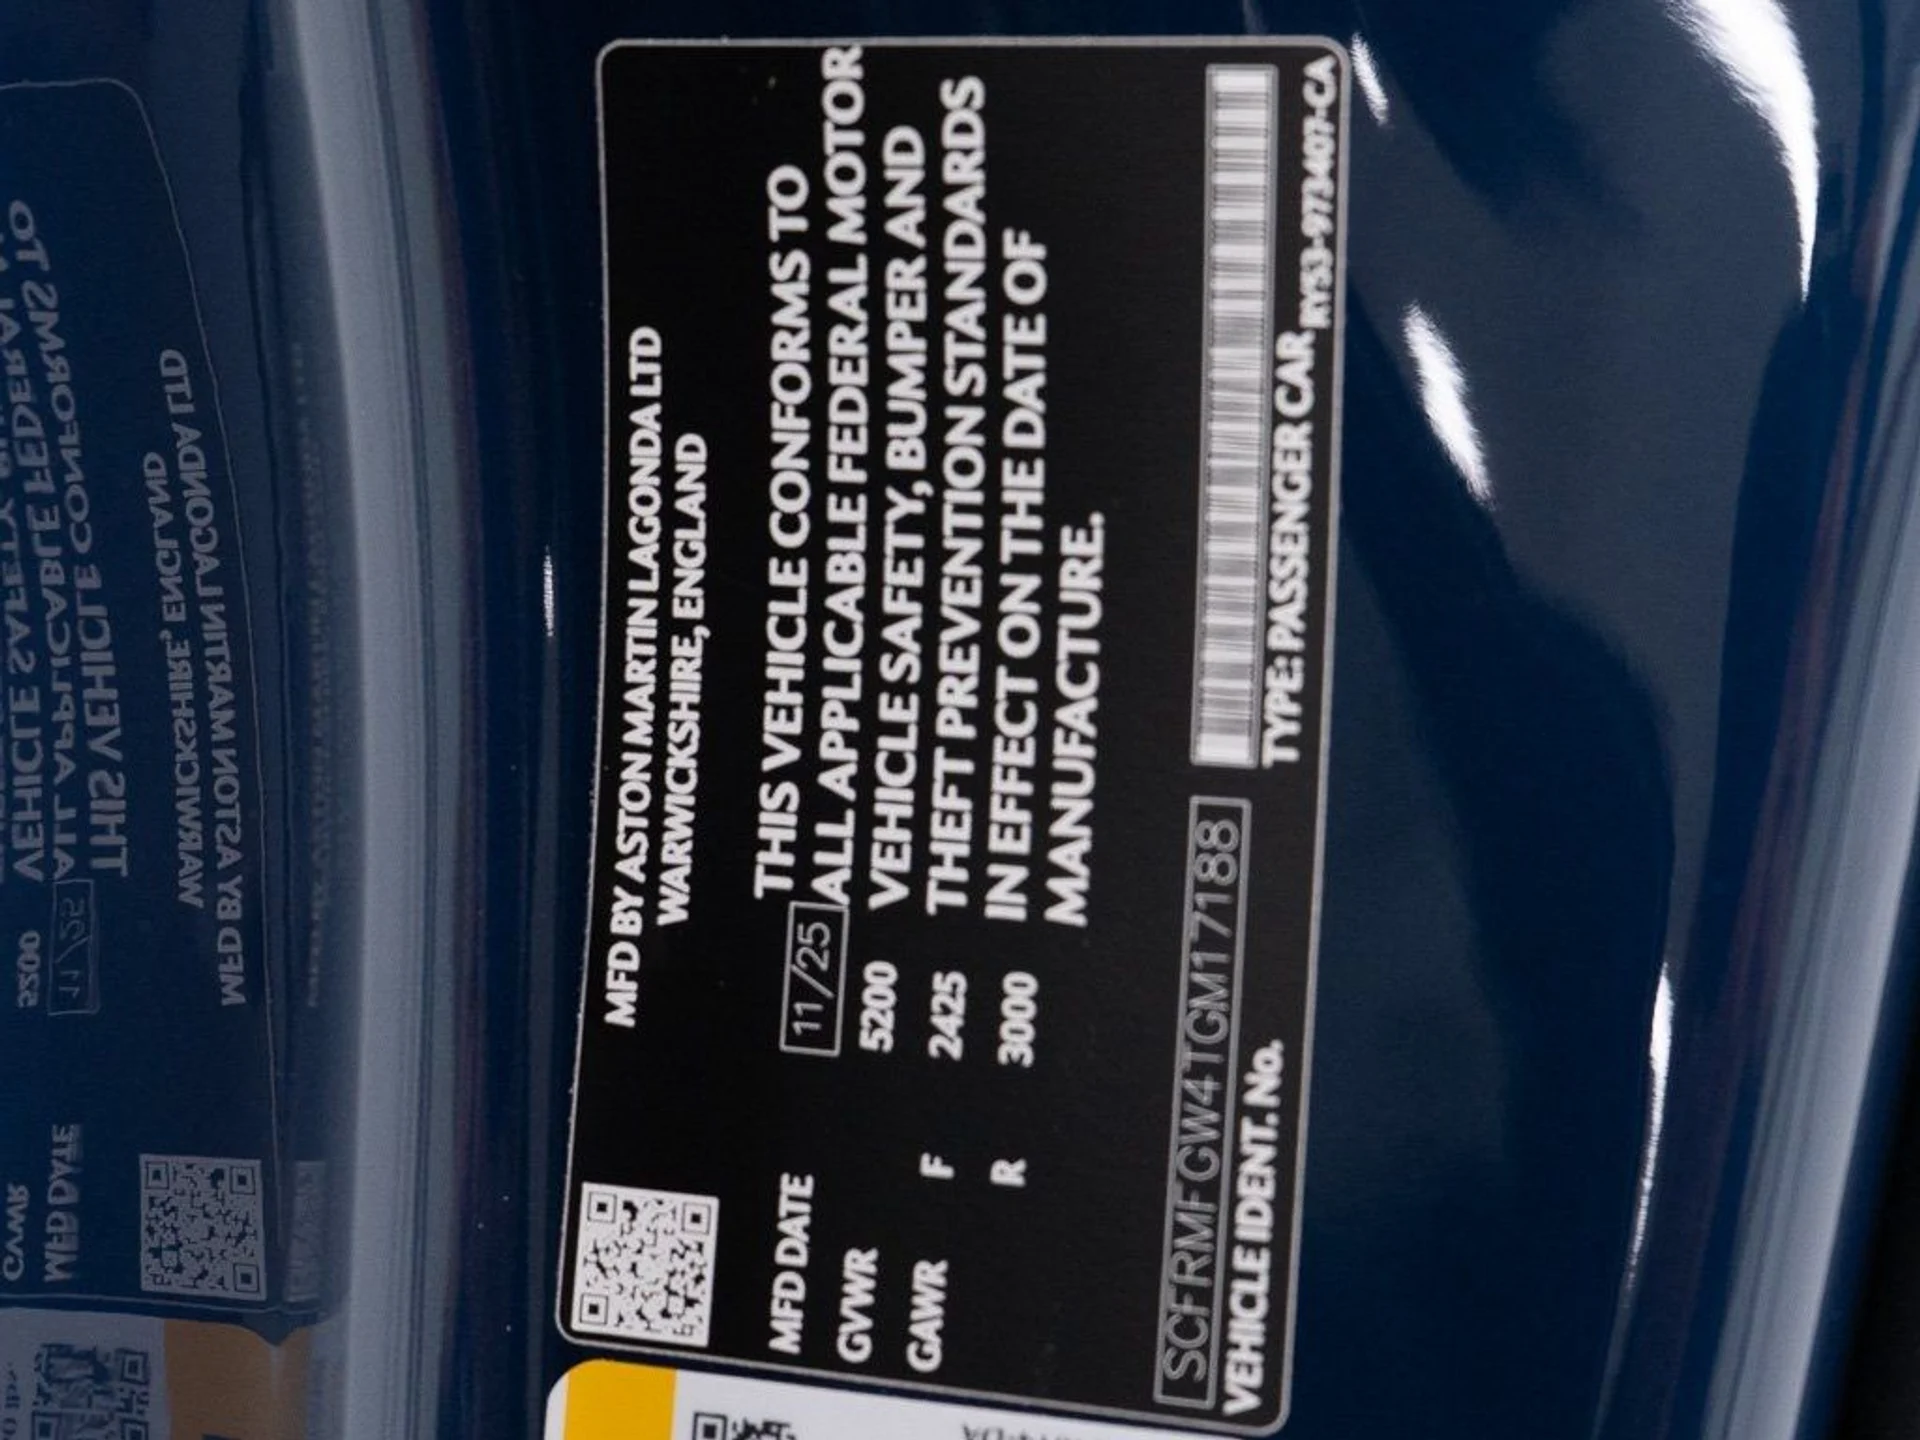 MFD BY ASTON MARTIN LAGONDA LTD
WARWICKSHIRE, ENGLAND
MFD DATE 11/25
GVWR 5200
GAWR F 2425
R 3000
THIS VEHICLE CONFORMS TO
ALL APPLICABLE FEDERAL MOTOR
VEHICLE SAFETY, BUMPER AND
THEFT PREVENTION STANDARDS
IN EFFECT ON THE DATE OF
MANUFACTURE.
SCFRMFGW4TGM17188
VEHICLE IDENT. No.
TYPE: PASSENGER CAR
RY53-973407-CA